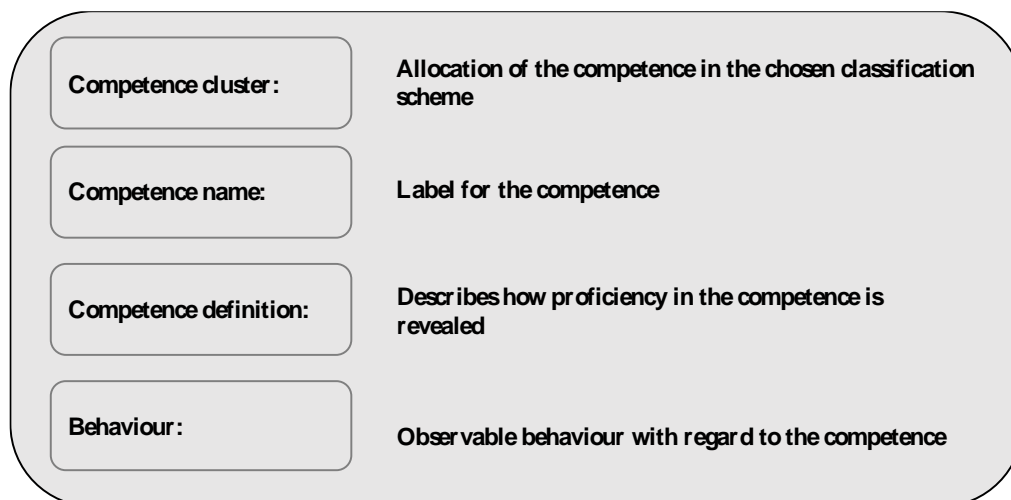 Competence cluster:
Allocation of the competence in the chosen classification
scheme
Competence name:
Label for the competence
Competence definition:
Describes how proficiency in the competence is
revealed
Behaviour:
Observable behaviour with regard to the competence